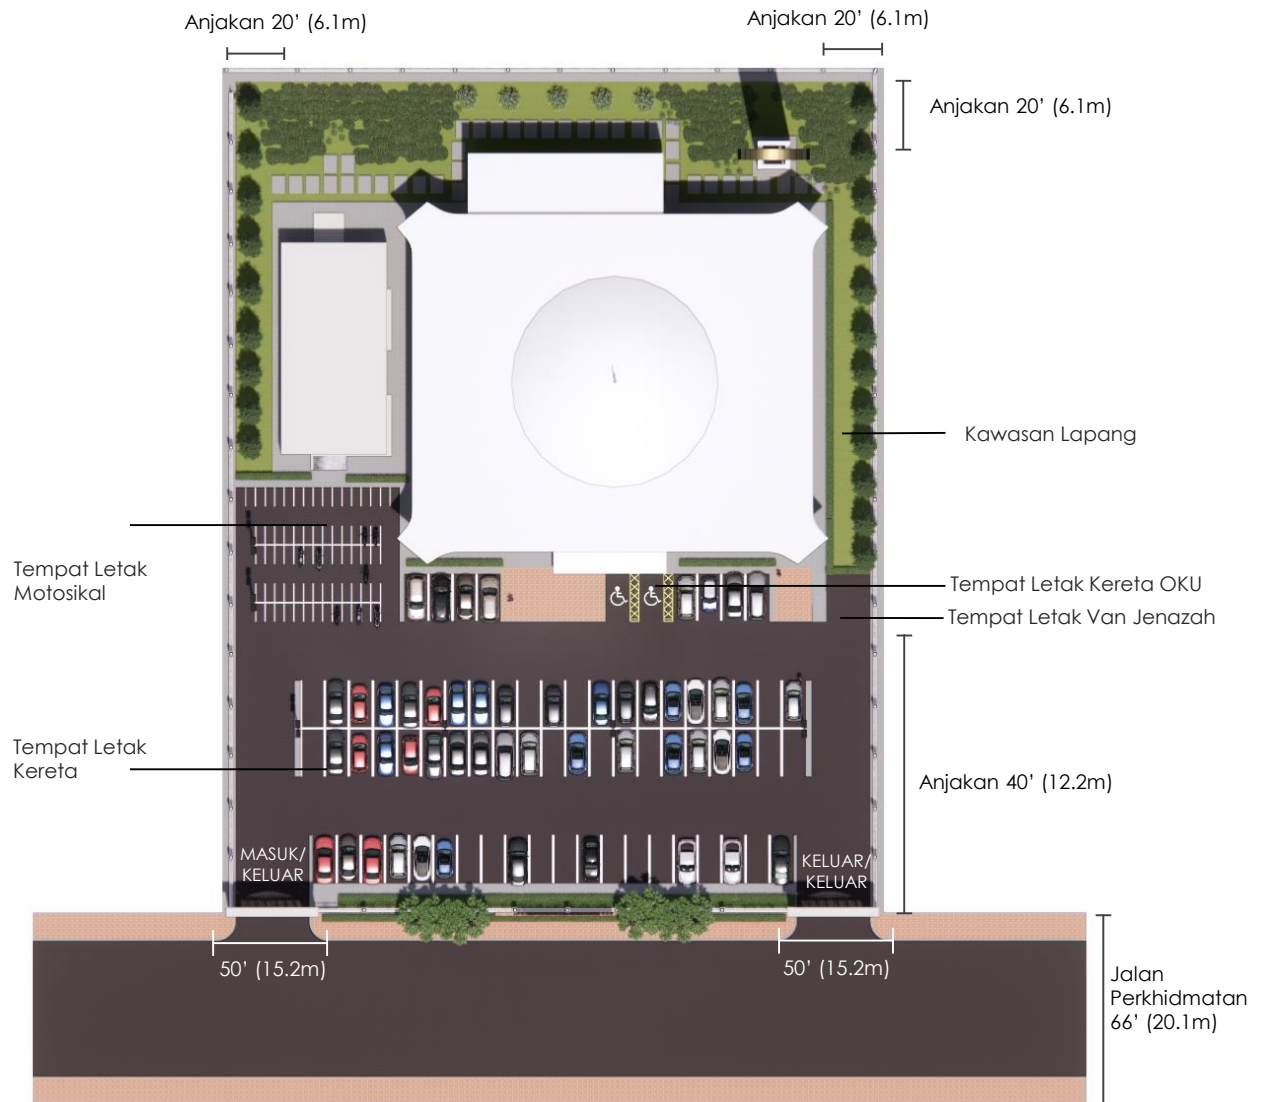 Anjakan 20’ (6.1m)
Anjakan 20’ (6.1m)
Anjakan 20’ (6.1m)
Kawasan Lapang
Tempat Letak
Motosikal
Tempat Letak Kereta OKU
Tempat Letak Van Jenazah
Tempat Letak
Kereta
Anjakan 40’ (12.2m)
MASUK/
KELUAR
KELUAR/
KELUAR
50’ (15.2m)
50’ (15.2m)
Jalan
Perkhidmatan
66’ (20.1m)